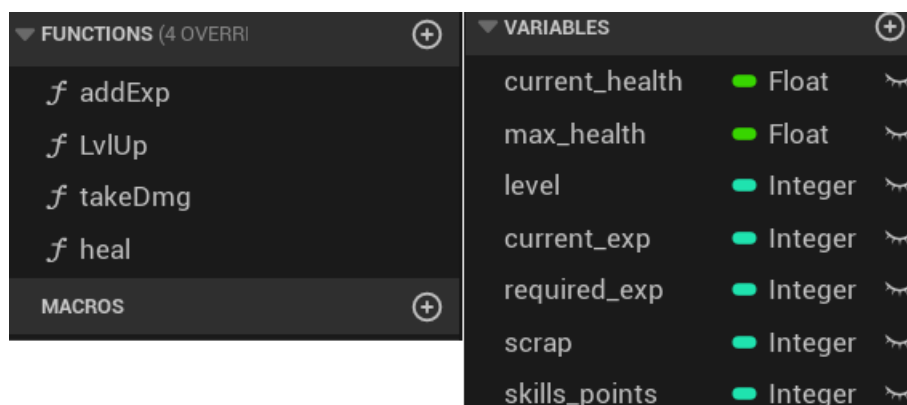 FUNCTIONS (4 OVERRI
f addExp
f LvlUp
f takeDmg
f heal
MACROS
VARIABLES
current_health Float
max_health Float
level Integer
current_exp Integer
required_exp Integer
scrap Integer
skills_points Integer